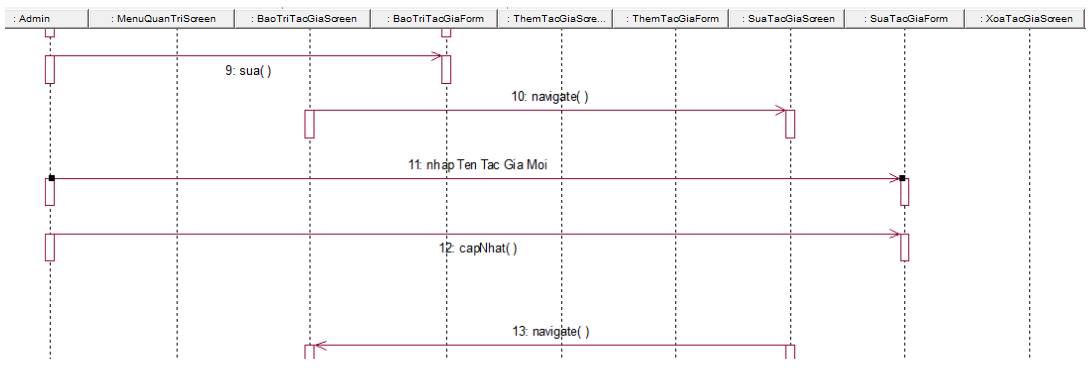 : Admin
: MenuQuanTriScreen
: BaoTriTacGiaScreen
: BaoTriTacGiaForm
: ThemTacGiaScre...
: ThemTacGiaForm
: SuaTacGiaScreen
: SuaTacGiaForm
: XoaTacGiaScreen
9: sua( )
10: navigate( )
11: nhap Ten Tac Gia Moi
12: capNhat( )
13: navigate( )